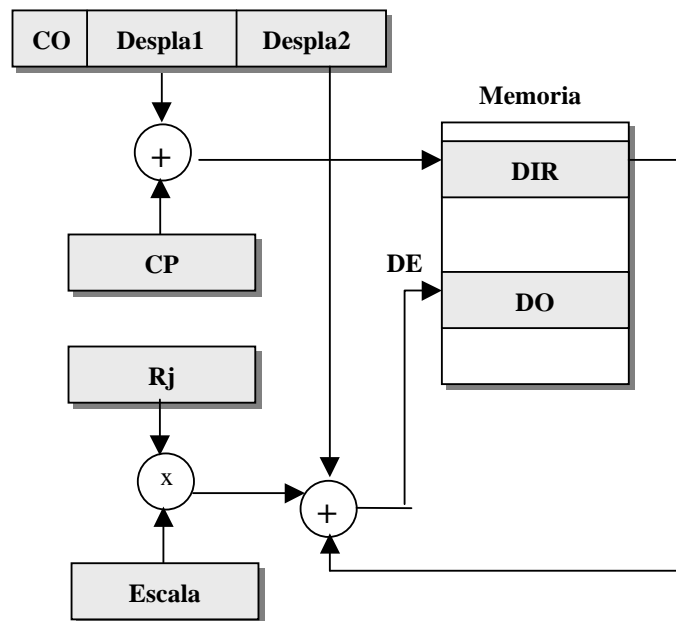 CO Despla1 Despla2
Memoria
+
DIR
CP
DE
DO
Rj
x
+
Escala